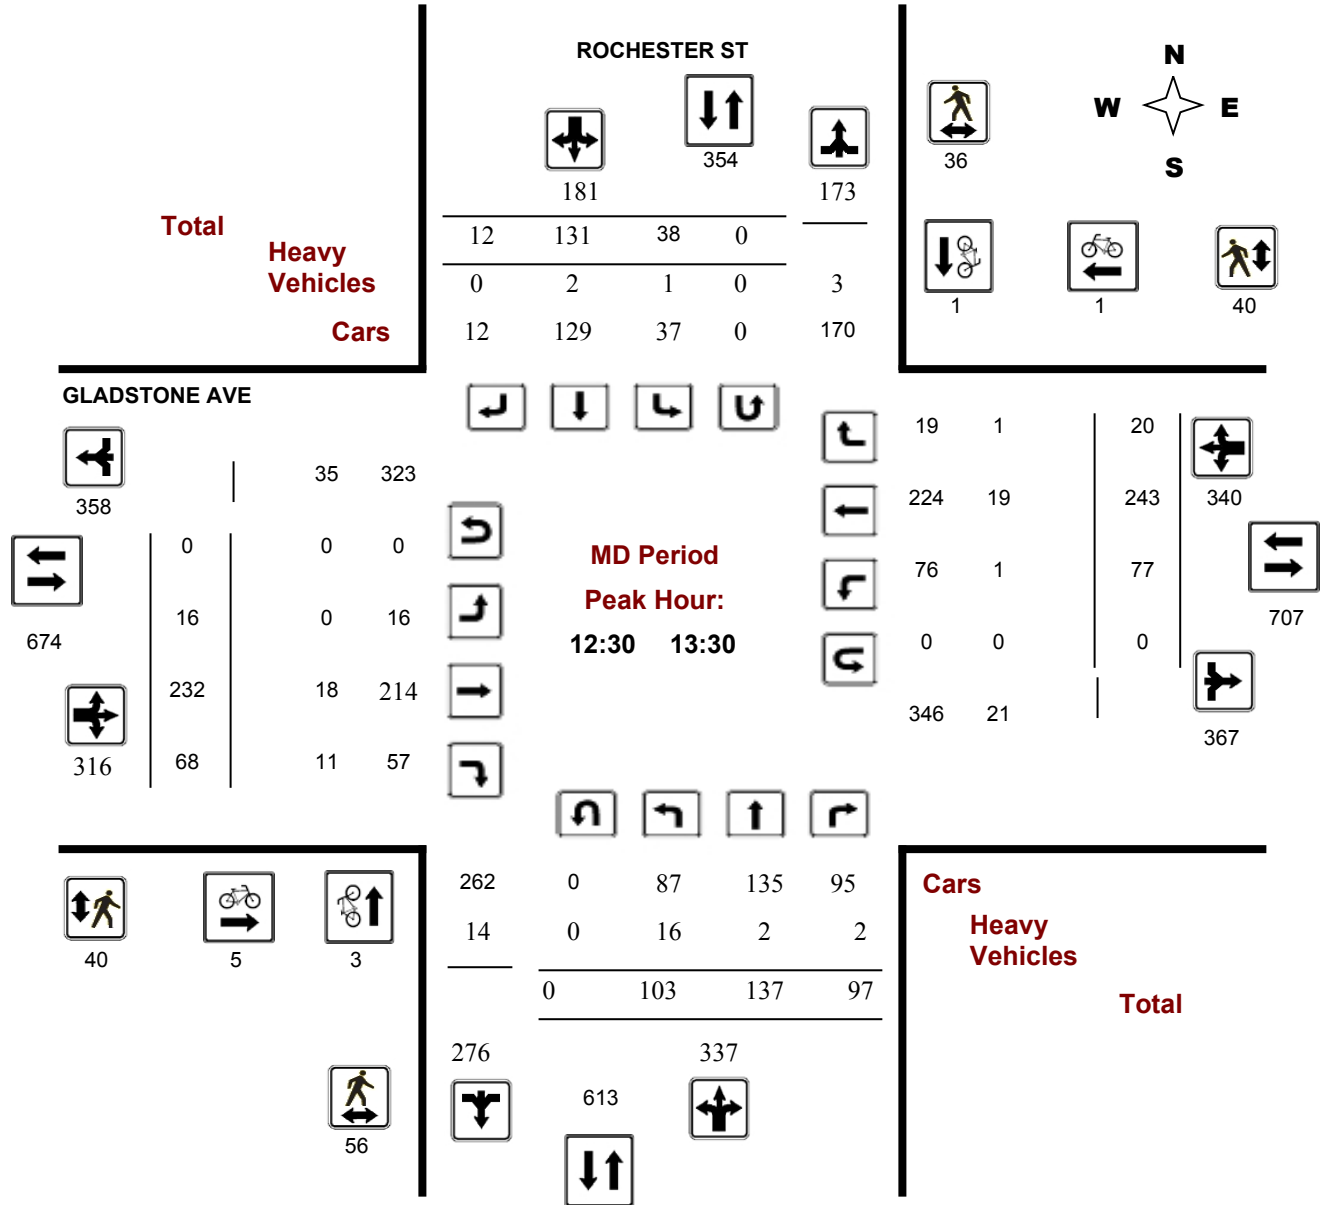 ROCHESTER ST
N
W E
S
354
36
181 173
Total
12 131 38 0
Heavy
Vehicles
0 2 1 0 3
1 1 40
Cars
12 129 37 0 170
GLADSTONE AVE
19 1 20
35 323
358
224 19 243 340
0 0 0
MD Period
76 1 77
Peak Hour:
16 0 16
707
674
12:30 13:30
0 0 0
232 18 214
346 21
367
316 68 11 57
262 0 87 135 95
Cars
14 0 16 2 2
Heavy
Vehicles
40 5 3
0 103 137 97
Total
276 337
613
56